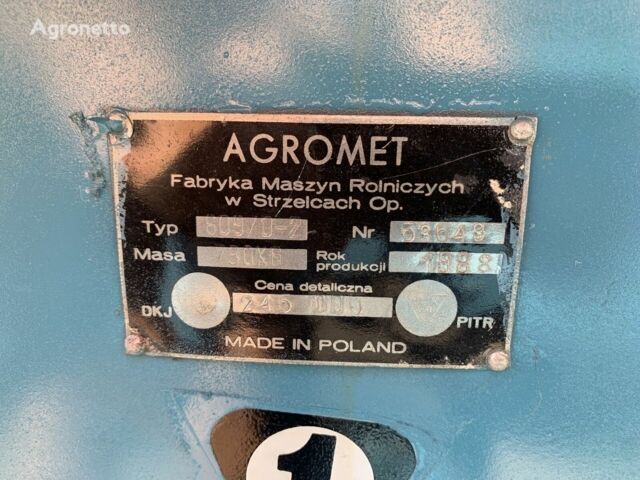 Agronetto
AGROMET
Fabryka Maszyn Rolniczych
w Strzelcach Op.
Typ Nr
Masa Rok produkcji 1988
Cena detaliczna
DKJ PITR
MADE IN POLAND
1